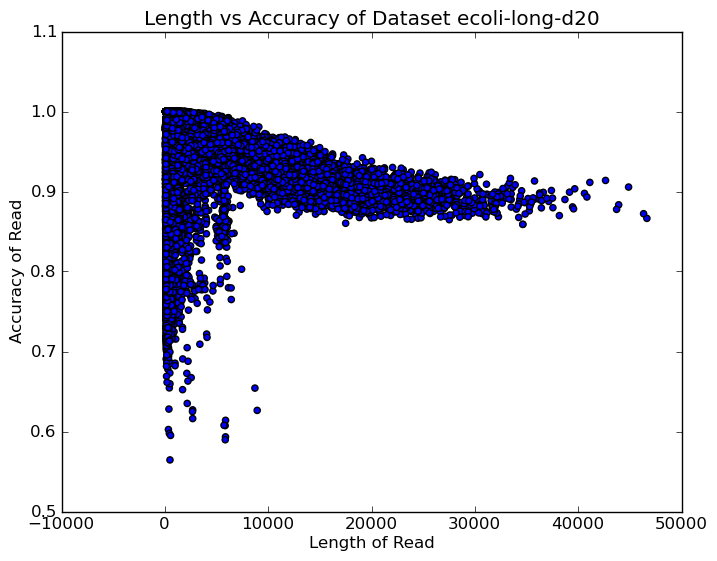 Length vs Accuracy of Dataset ecoli-long-d20
1.1
1.0
0.9
0.8
0.7
0.6
0.5
Accuracy of Read
−10000 0 10000 20000 30000 40000 50000
Length of Read